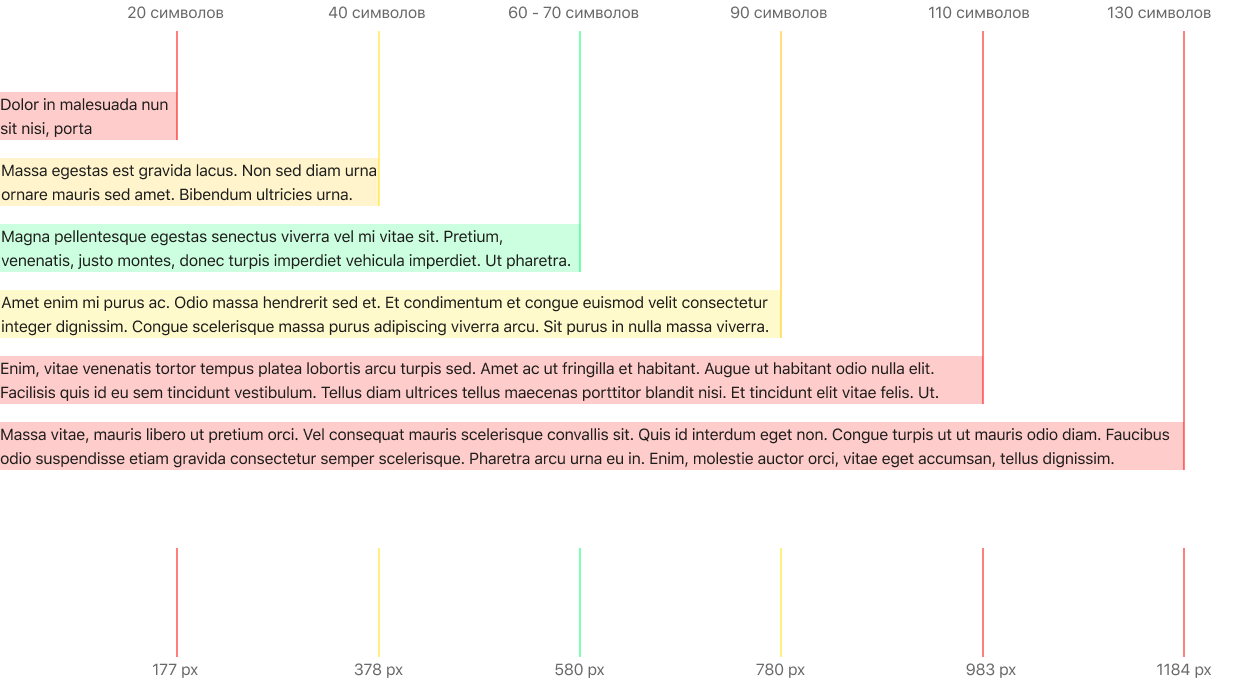 20 символов 40 символов 60 - 70 символов 90 символов 110 символов 130 символов
Dolor in malesuada nun
sit nisi, porta
Massa egestas est gravida lacus. Non sed diam urna
ornare mauris sed amet. Bibendum ultricies urna.
Magna pellentesque egestas senectus viverra vel mi vitae sit. Pretium,
venenatis, justo montes, donec turpis imperdiet vehicula imperdiet. Ut pharetra.
Amet enim mi purus ac. Odio massa hendrerit sed et. Et condimentum et congue euismod velit consectetur
integer dignissim. Congue scelerisque massa purus adipiscing viverra arcu. Sit purus in nulla massa viverra.
Enim, vitae venenatis tortor tempus platea lobortis arcu turpis sed. Amet ac ut fringilla et habitant. Augue ut habitant odio nulla elit.
Facilisis quis id eu sem tincidunt vestibulum. Tellus diam ultrices tellus maecenas porttitor blandit nisi. Et tincidunt elit vitae felis. Ut.
Massa vitae, mauris libero ut pretium orci. Vel consequat mauris scelerisque convallis sit. Quis id interdum eget non. Congue turpis ut ut mauris odio diam. Faucibus
odio suspendisse etiam gravida consectetur semper scelerisque. Pharetra arcu urna eu in. Enim, molestie auctor orci, vitae eget accumsan, tellus dignissim.
177 px 378 px 580 px 780 px 983 px 1184 px